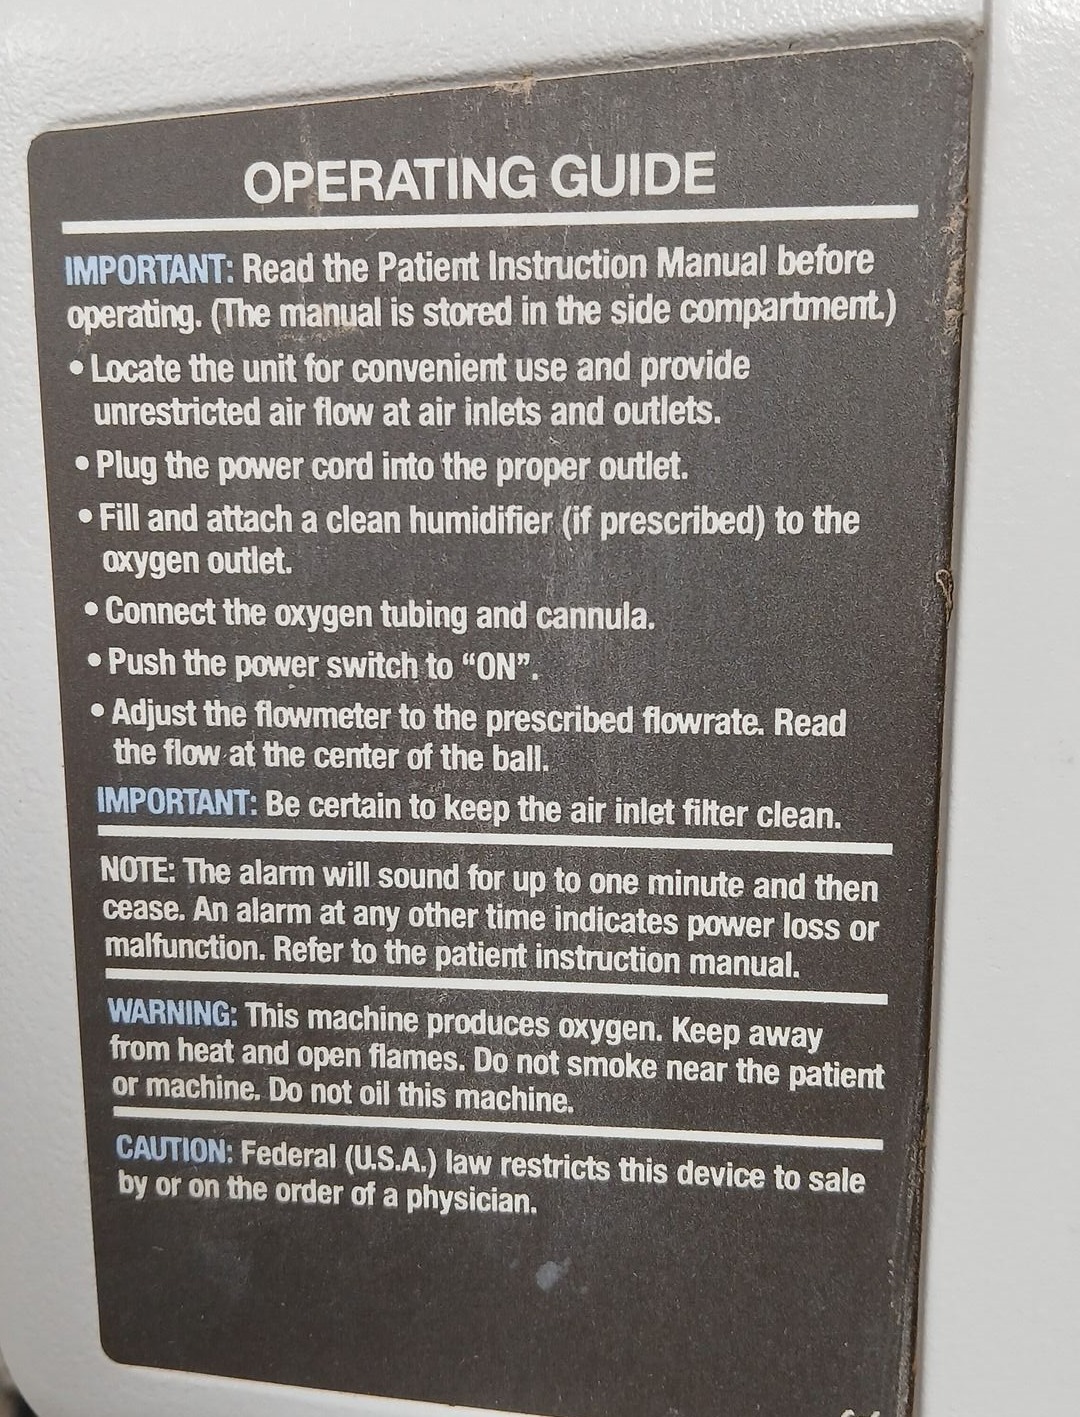 OPERATING GUIDE
IMPORTANT: Read the Patient Instruction Manual before
operating. (The manual is stored in the side compartment.)
• Locate the unit for convenient use and provide
unrestricted air flow at air inlets and outlets.
• Plug the power cord into the proper outlet.
• Fill and attach a clean humidifier (if prescribed) to the
oxygen outlet.
• Connect the oxygen tubing and cannula.
• Push the power switch to “ON”.
• Adjust the flowmeter to the prescribed flowrate. Read
the flow at the center of the ball.
IMPORTANT: Be certain to keep the air inlet filter clean.
NOTE: The alarm will sound for up to one minute and then
cease. An alarm at any other time indicates power loss or
malfunction. Refer to the patient instruction manual.
WARNING: This machine produces oxygen. Keep away
from heat and open flames. Do not smoke near the patient
or machine. Do not oil this machine.
CAUTION: Federal (U.S.A.) law restricts this device to sale
by or on the order of a physician.